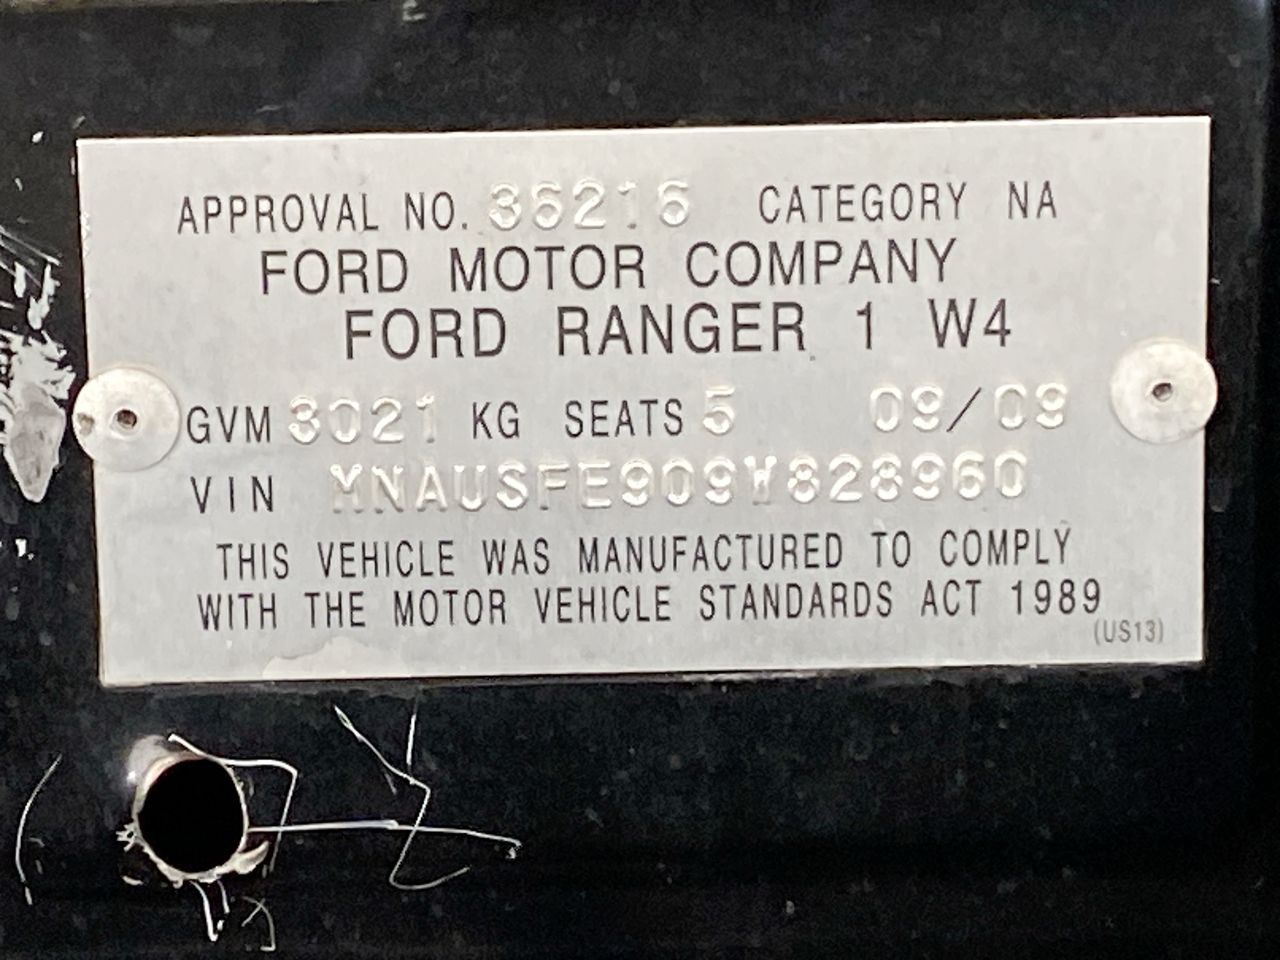 APPROVAL NO. 36216 CATEGORY NA
FORD MOTOR COMPANY
FORD RANGER 1 W4
GVM 3021 KG SEATS 5 09/09
VIN MNAUSFE909W828960
THIS VEHICLE WAS MANUFACTURED TO COMPLY
WITH THE MOTOR VEHICLE STANDARDS ACT 1989
(US13)